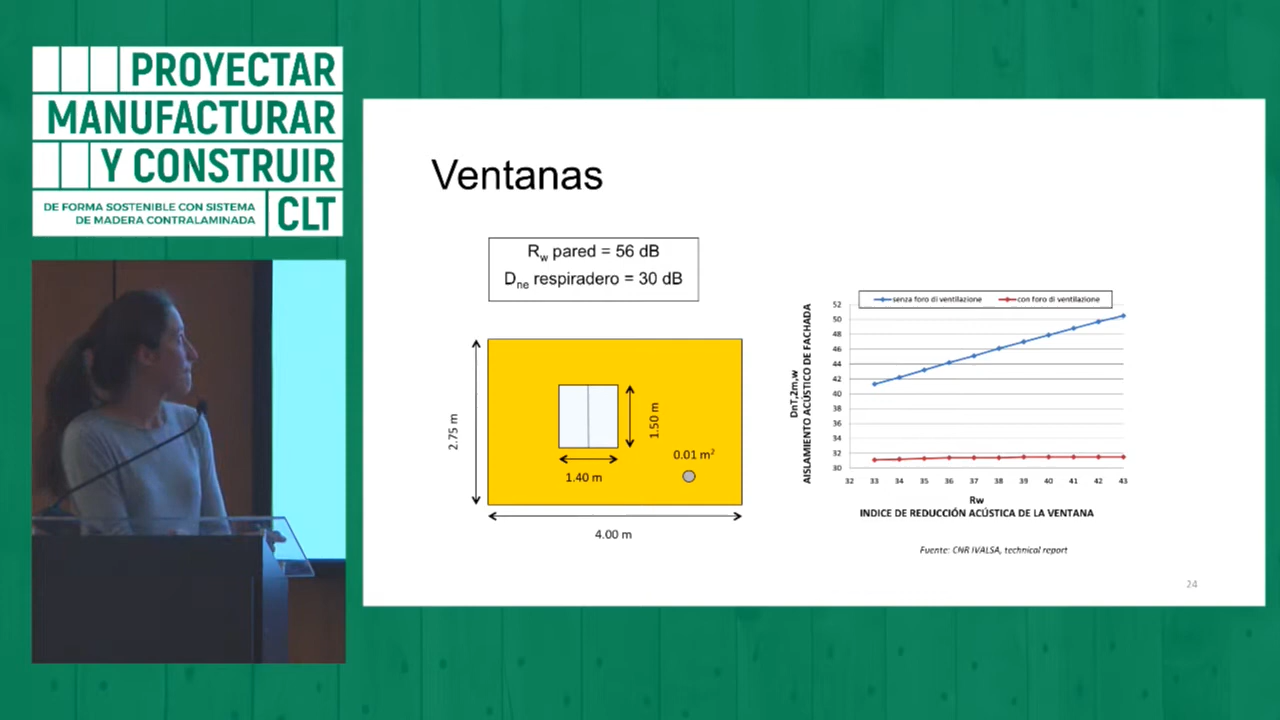 PROYECTAR
MANUFACTURAR
Y CONSTRUIR
DE FORMA SOSTENIBLE CON SISTEMA
DE MADERA CONTRALAMINADA
CLT
Ventanas
Rw pared = 56 dB
Dne respiradero = 30 dB
2.75 m
1.50 m
1.40 m
0.01 m²
4.00 m
senza foro di ventilazione
con foro di ventilazione
DnT,2m,w
AISLAMIENTO ACÚSTICO DE FACHADA
52
50
48
46
44
42
40
38
36
34
32
30
32 33 34 35 36 37 38 39 40 41 42 43
Rw
INDICE DE REDUCCIÓN ACÚSTICA DE LA VENTANA
Fuente: CNR IVALSA, technical report
24